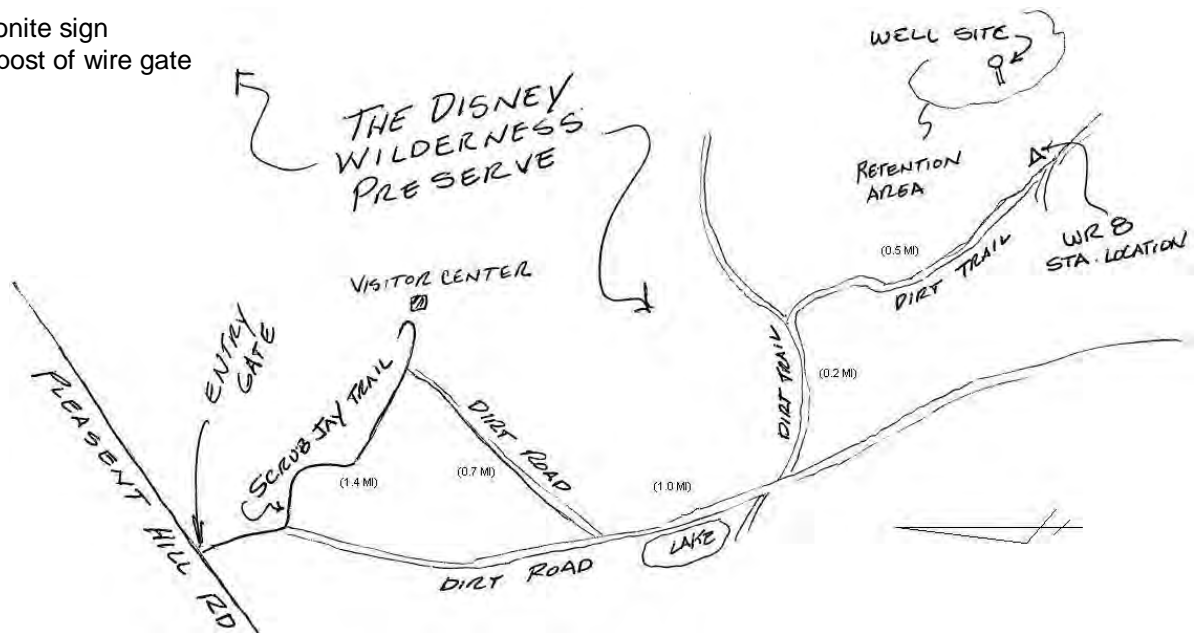 onite sign
post of wire gate
WELL SITE
THE DISNEY
WILDERNESS
PRESERVE
RETENTION
AREA
WR 8
STA. LOCATION
(0.5 MI)
DIRT TRAIL
VISITOR CENTER
ENTRY
GATE
PLEASENT HILL RD
SCRUB JAY TRAIL
(1.4 MI)
DIRT ROAD
(0.7 MI)
DIRT TRAIL
(0.2 MI)
(1.0 MI)
LAKE
DIRT ROAD